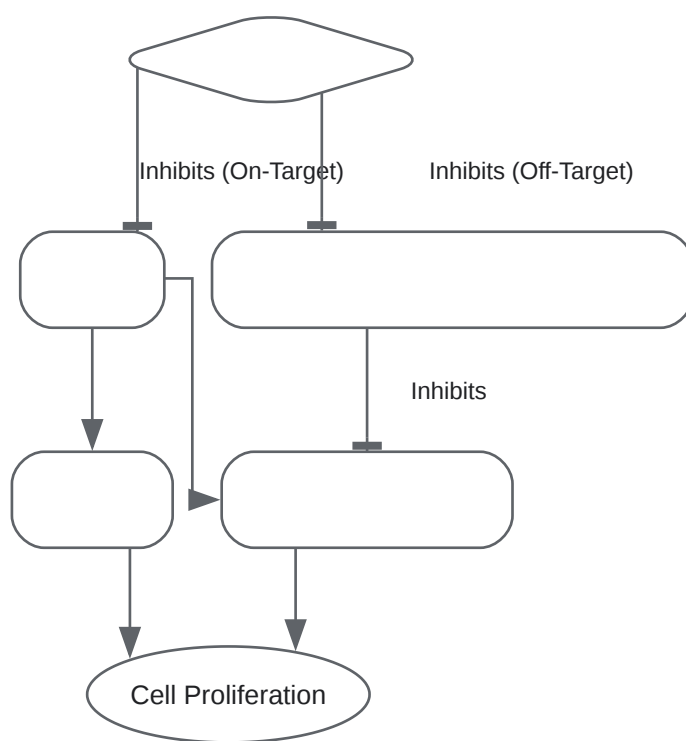 Inhibits (On-Target)
Inhibits (Off-Target)
Inhibits
Cell Proliferation